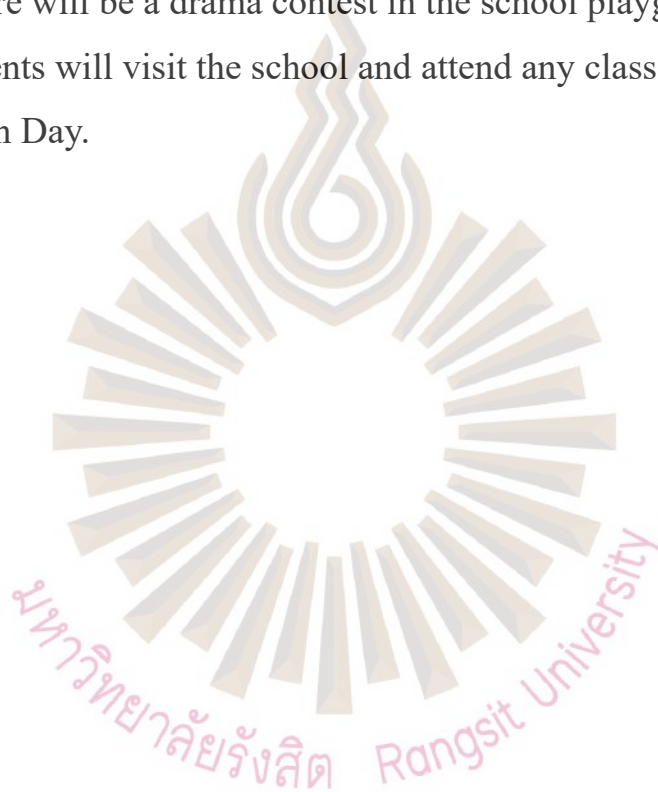 re will be a drama contest in the school playg
ents will visit the school and attend any class
n Day.
มหาวิทยาลัยรังสิต Rangsit University